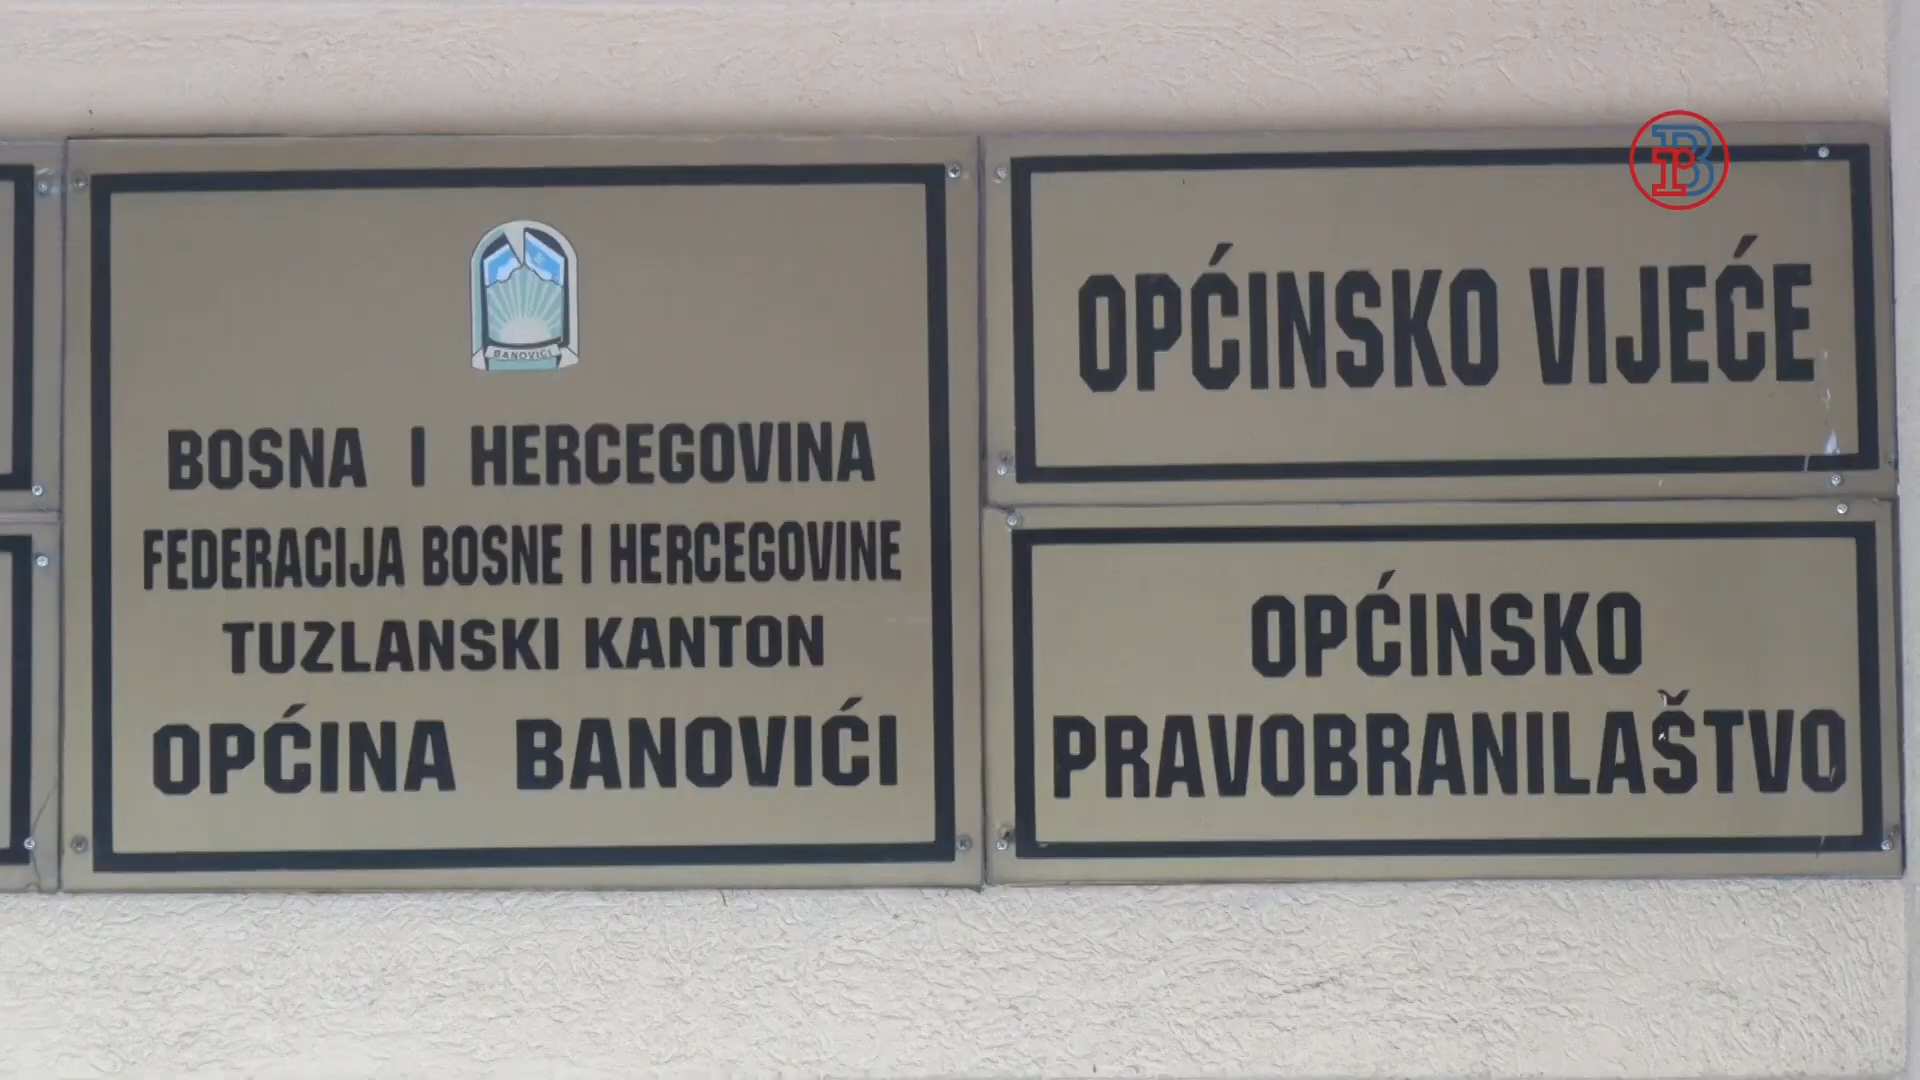 BANOVIĆI
BOSNA I HERCEGOVINA
FEDERACIJA BOSNE I HERCEGOVINE
TUZLANSKI KANTON
OPĆINA BANOVIĆI
OPĆINSKO VIJEĆE
OPĆINSKO
PRAVOBRANILAŠTVO